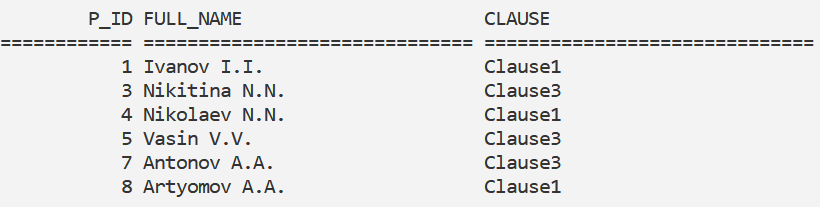 P_ID FULL_NAME CLAUSE
============ ============================== ==============================
1 Ivanov I.I. Clause1
3 Nikitina N.N. Clause3
4 Nikolaev N.N. Clause1
5 Vasin V.V. Clause3
7 Antonov A.A. Clause3
8 Artyomov A.A. Clause1